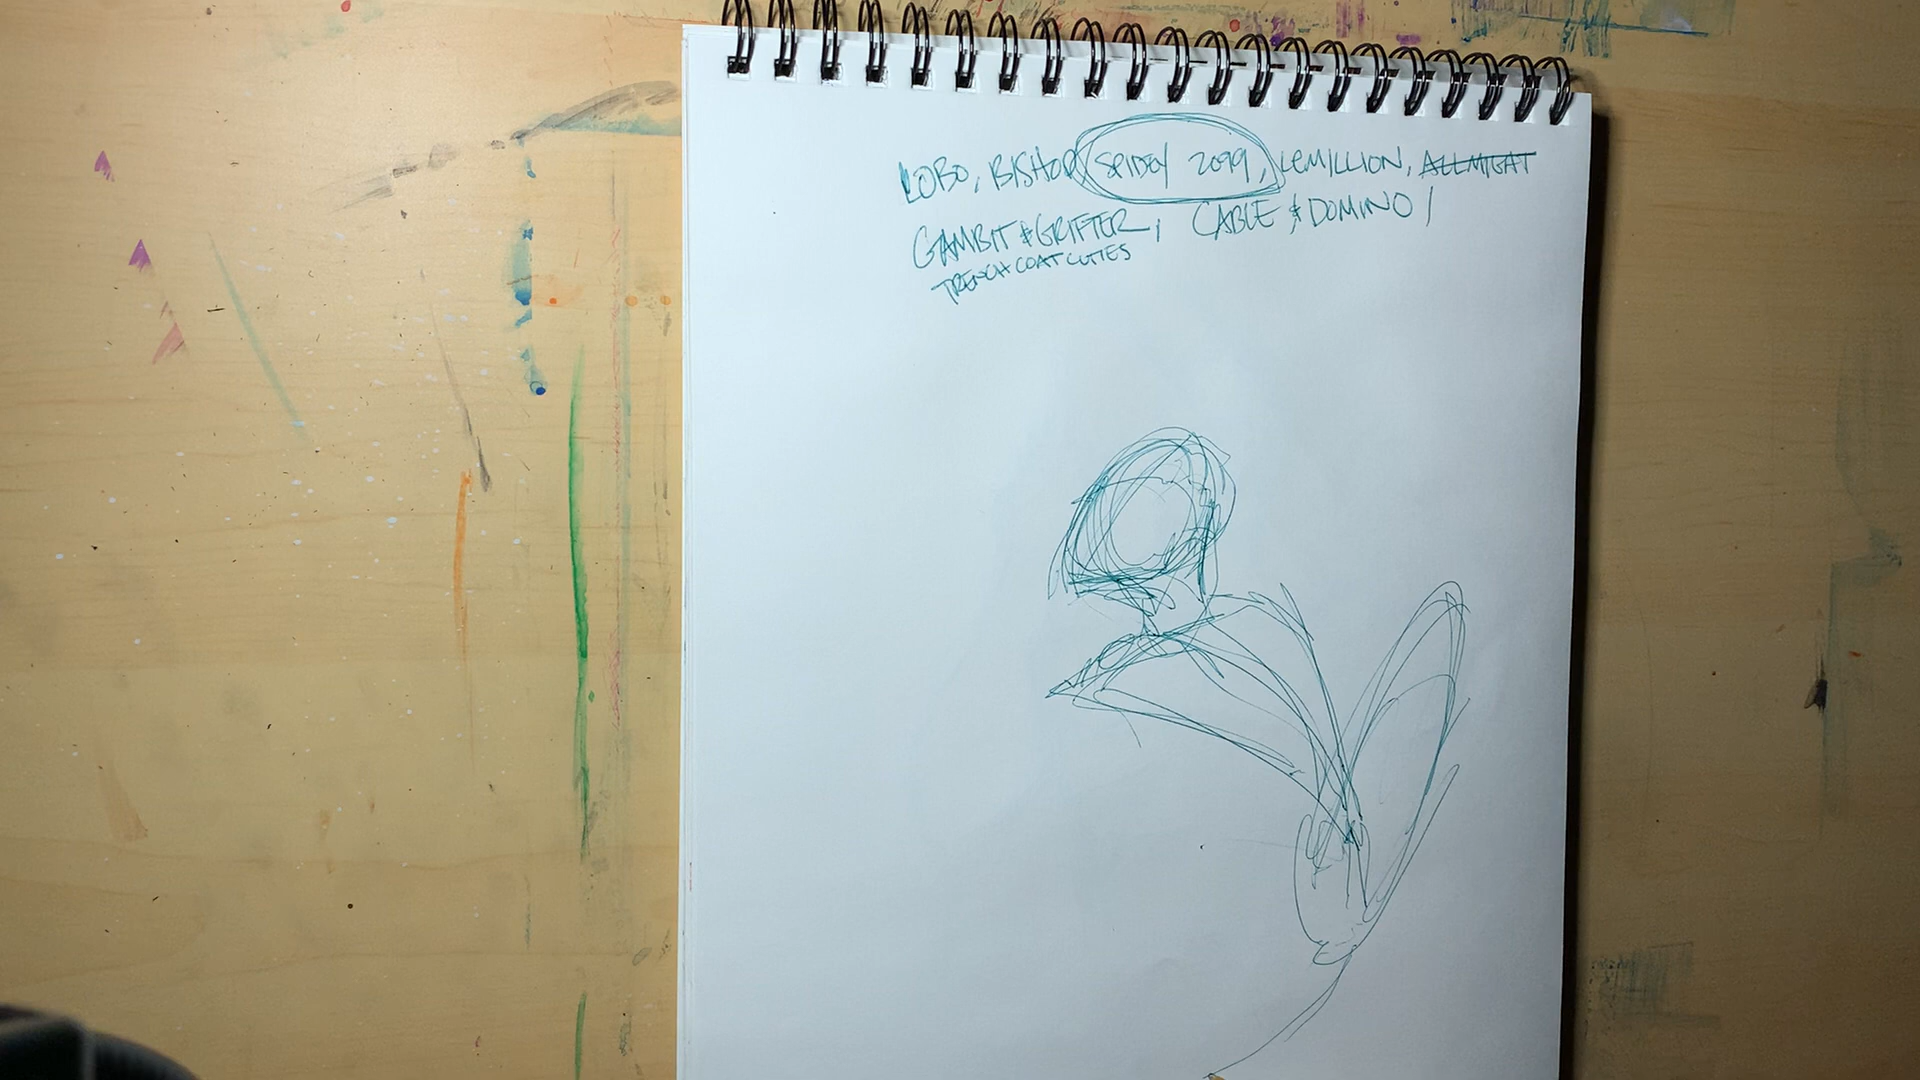 LOBO, BISHOP, SPIDEY 2099, LEMILLION, ALLMIGHT
GAMBIT & GRIFTER, CABLE & DOMINO,
TRENCH COAT CUTIES